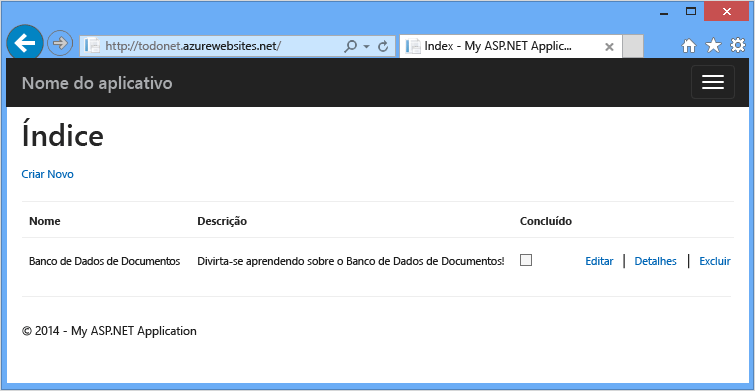 http://todonet.azurewebsites.net/
Index - My ASP.NET Applic...
Nome do aplicativo
Índice
Criar Novo
Nome Descrição Concluído
Banco de Dados de Documentos Divirta-se aprendendo sobre o Banco de Dados de Documentos! Editar | Detalhes | Excluir
© 2014 - My ASP.NET Application